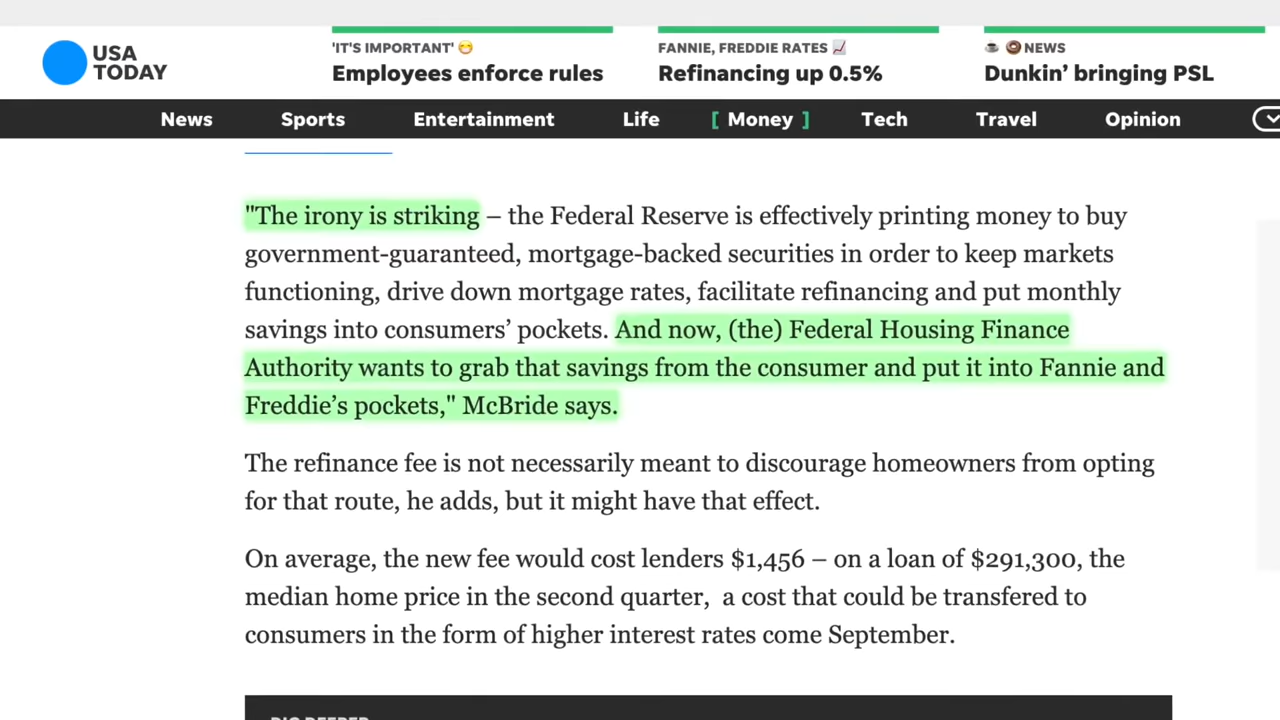 USA
TODAY
'IT'S IMPORTANT' 😁
Employees enforce rules
FANNIE, FREDDIE RATES 📈
Refinancing up 0.5%
☕ 🍩 NEWS
Dunkin’ bringing PSL
News Sports Entertainment Life [ Money ] Tech Travel Opinion
"The irony is striking – the Federal Reserve is effectively printing money to buy
government-guaranteed, mortgage-backed securities in order to keep markets
functioning, drive down mortgage rates, facilitate refinancing and put monthly
savings into consumers’ pockets. And now, (the) Federal Housing Finance
Authority wants to grab that savings from the consumer and put it into Fannie and
Freddie’s pockets," McBride says.
The refinance fee is not necessarily meant to discourage homeowners from opting
for that route, he adds, but it might have that effect.
On average, the new fee would cost lenders $1,456 – on a loan of $291,300, the
median home price in the second quarter,  a cost that could be transfered to
consumers in the form of higher interest rates come September.
DIG DEEPER